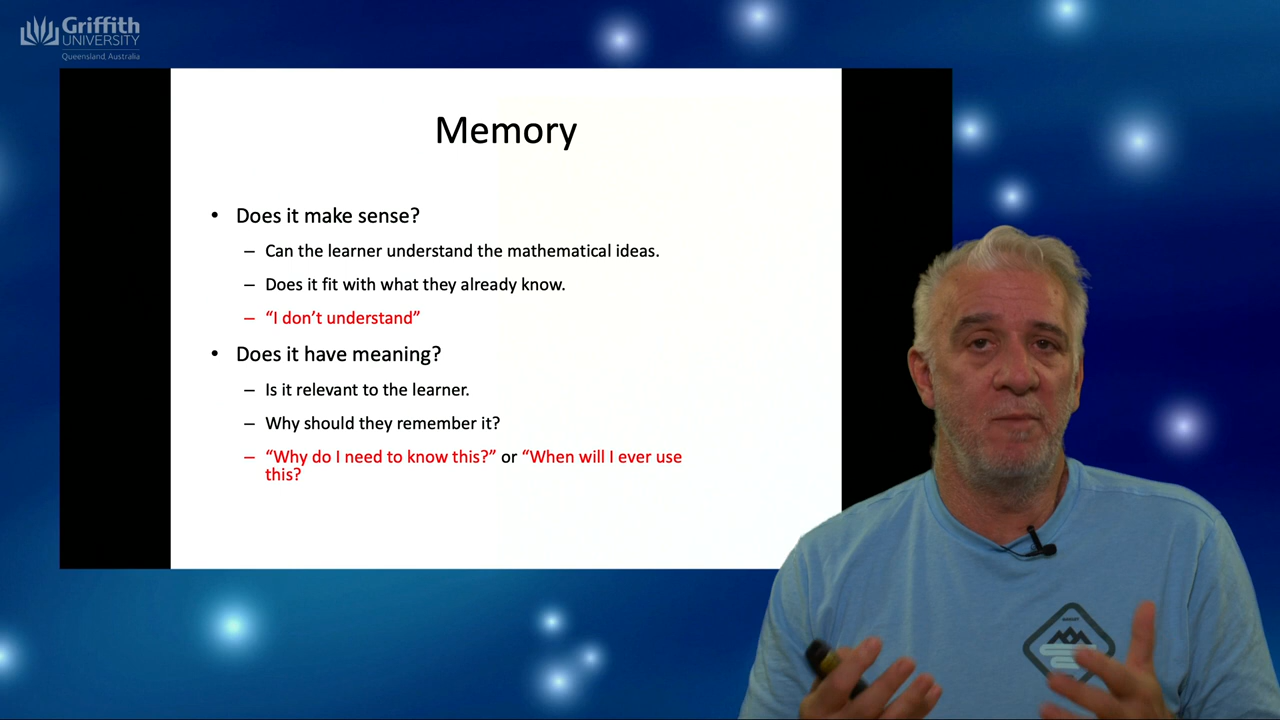 Griffith
UNIVERSITY
Queensland, Australia
Memory
• Does it make sense?
– Can the learner understand the mathematical ideas.
– Does it fit with what they already know.
– “I don’t understand”
• Does it have meaning?
– Is it relevant to the learner.
– Why should they remember it?
– “Why do I need to know this?” or “When will I ever use
this?